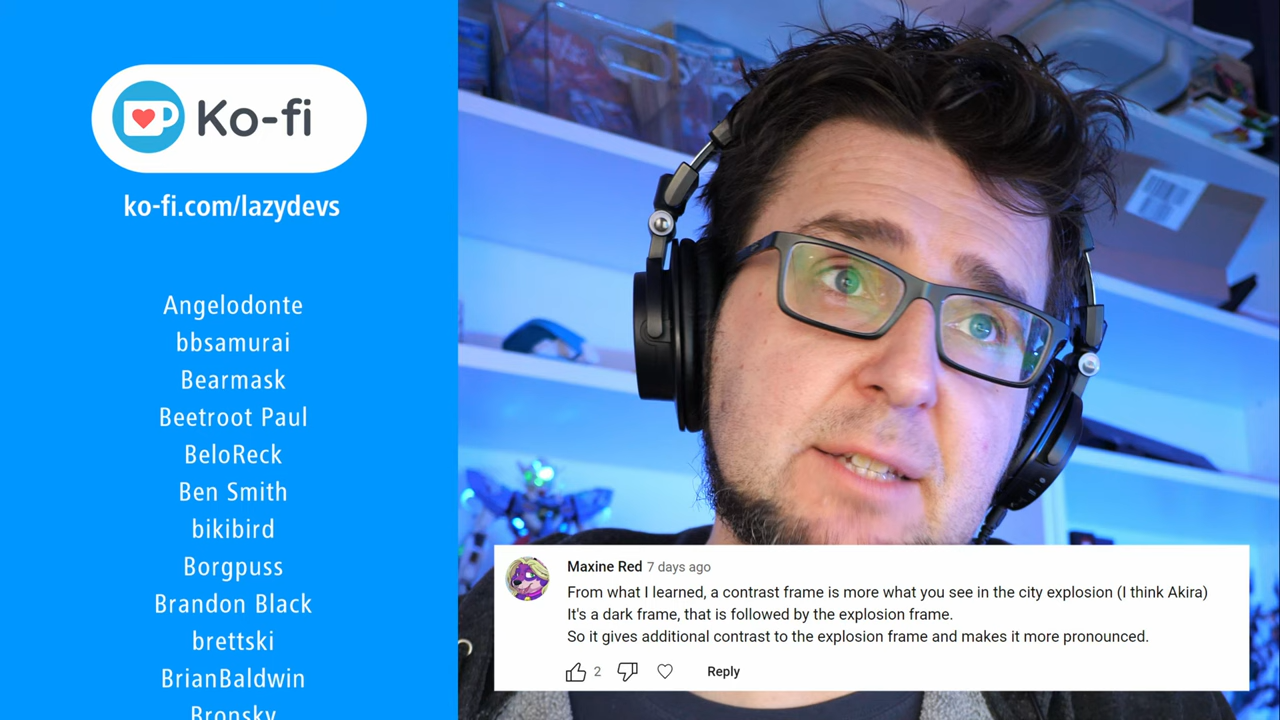 Ko-fi
ko-fi.com/lazydevs
Angelodonte
bbsamurai
Bearmask
Beetroot Paul
BeloReck
Ben Smith
bikibird
Borgpuss
Brandon Black
brettski
BrianBaldwin
Bronsky
Maxine Red 7 days ago
From what I learned, a contrast frame is more what you see in the city explosion (I think Akira)
It's a dark frame, that is followed by the explosion frame.
So it gives additional contrast to the explosion frame and makes it more pronounced.
2
Reply